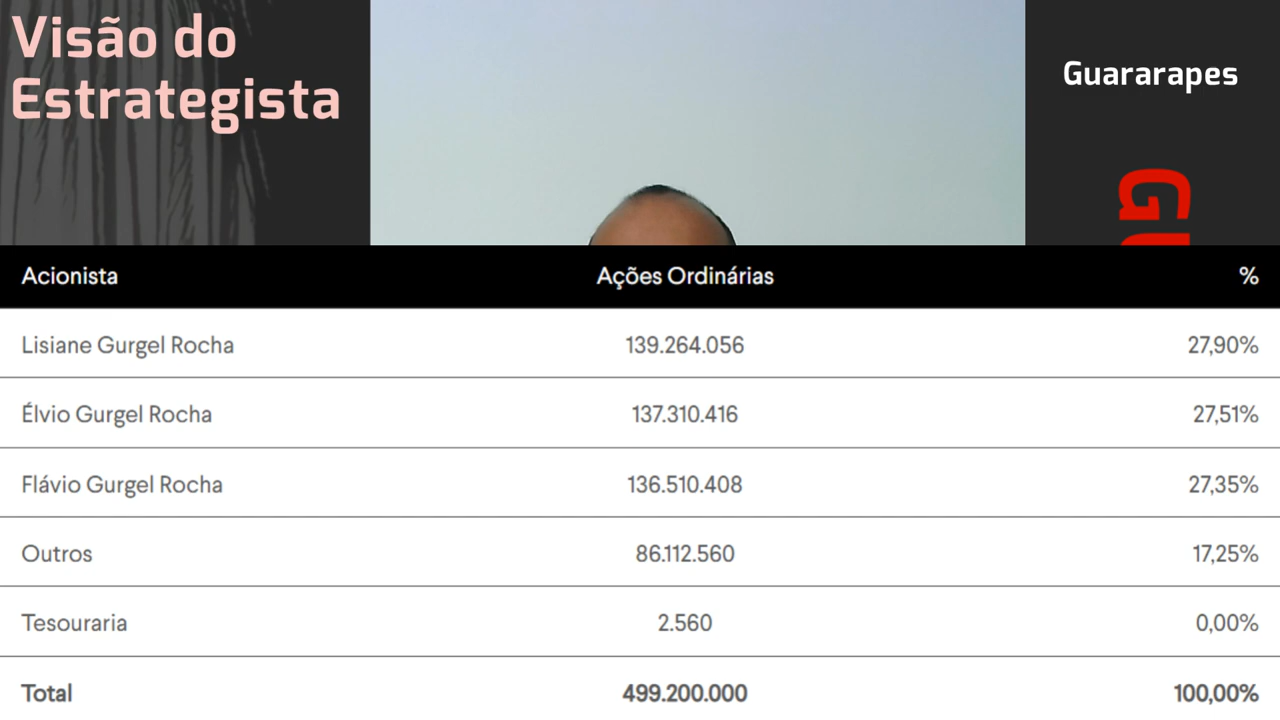 Visão do
Estrategista
Guararapes
GU
Acionista Ações Ordinárias %
Lisiane Gurgel Rocha 139.264.056 27,90%
Élvio Gurgel Rocha 137.310.416 27,51%
Flávio Gurgel Rocha 136.510.408 27,35%
Outros 86.112.560 17,25%
Tesouraria 2.560 0,00%
Total 499.200.000 100,00%